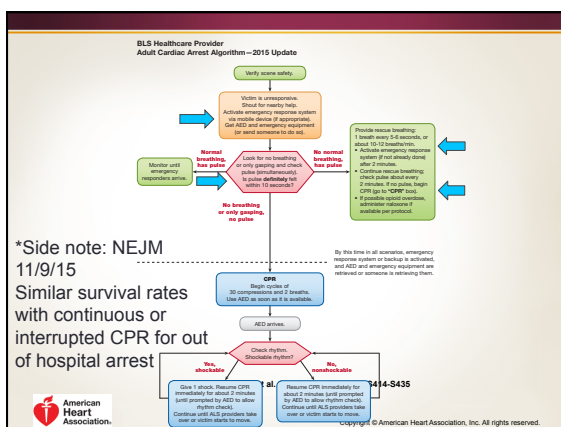 BLS Healthcare Provider
Adult Cardiac Arrest Algorithm—2015 Update
Verify scene safety.
Victim is unresponsive.
Shout for nearby help.
Activate emergency response system
via mobile device (if appropriate).
Get AED and emergency equipment
(or send someone to do so).
Normal
breathing,
has pulse
Monitor until
emergency
responders arrive.
Look for no breathing
or only gasping and check
pulse (simultaneously).
Is pulse definitely felt
within 10 seconds?
No normal
breathing,
has pulse
Provide rescue breathing:
1 breath every 5-6 seconds, or
about 10-12 breaths/min.
• Activate emergency response
system (if not already done)
after 2 minutes.
• Continue rescue breathing;
check pulse about every
2 minutes. If no pulse, begin
CPR (go to "CPR" box).
• If possible opioid overdose,
administer naloxone if
available per protocol.
No breathing
or only gasping,
no pulse
*Side note: NEJM
11/9/15
Similar survival rates
with continuous or
interrupted CPR for out
of hospital arrest
By this time in all scenarios, emergency
response system or backup is activated,
and AED and emergency equipment are
retrieved or someone is retrieving them.
CPR
Begin cycles of
30 compressions and 2 breaths.
Use AED as soon as it is available.
AED arrives.
Check rhythm.
Shockable rhythm?
Yes,
shockable
No,
nonshockable
t al.
S414-S435
Give 1 shock. Resume CPR
immediately for about 2 minutes
(until prompted by AED to allow
rhythm check).
Continue until ALS providers take
over or victim starts to move.
Resume CPR immediately for
about 2 minutes (until prompted
by AED to allow rhythm check).
Continue until ALS providers take
over or victim starts to move.
American
Heart
Association®
Copyright © American Heart Association, Inc. All rights reserved.